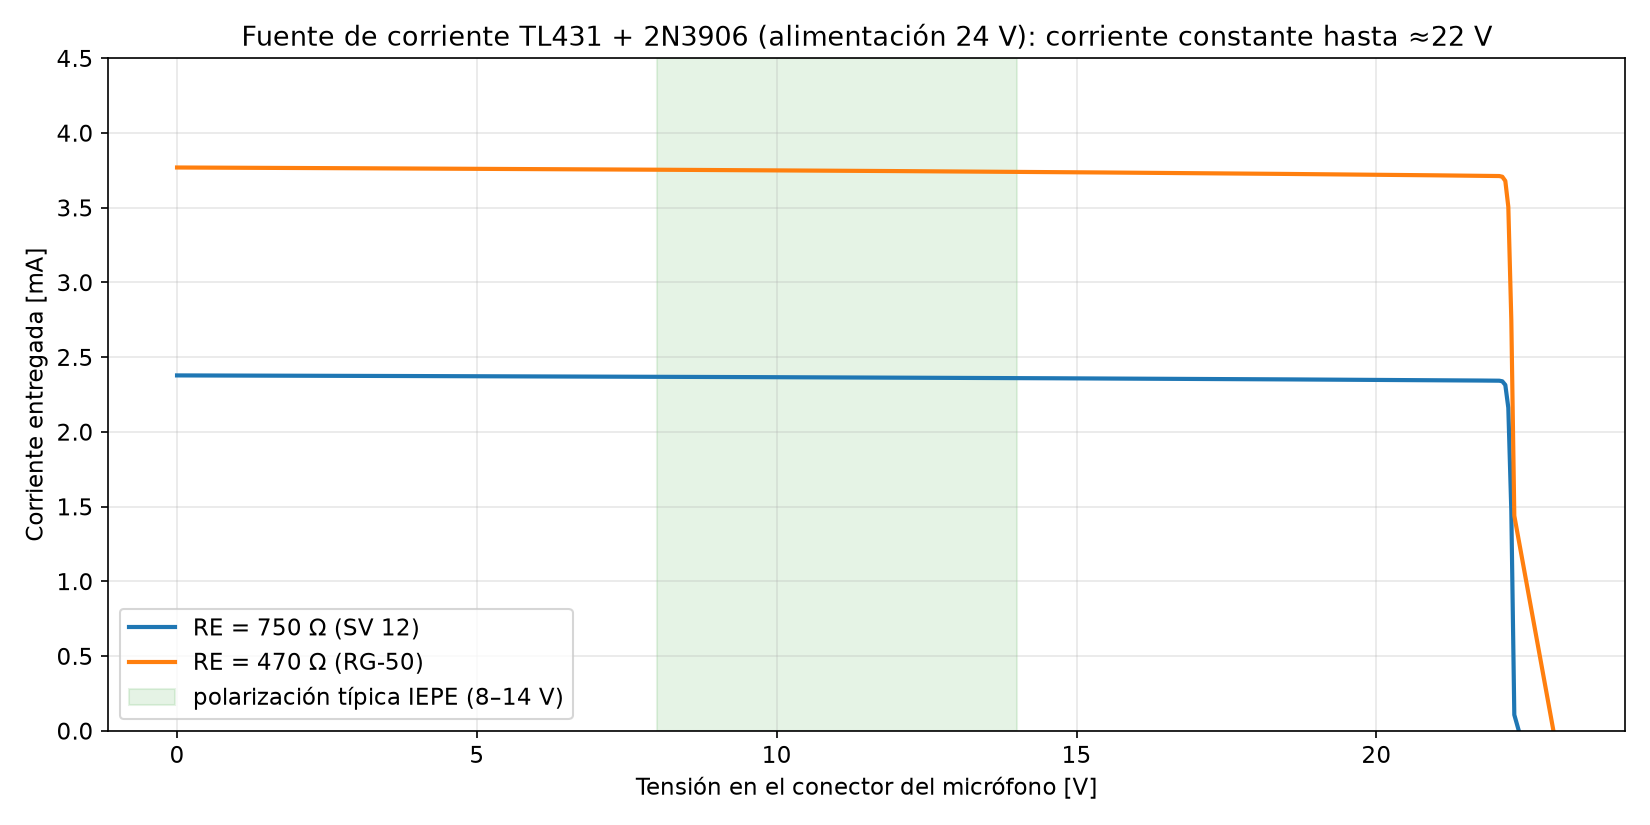 Fuente de corriente TL431 + 2N3906 (alimentación 24 V): corriente constante hasta ≈22 V
Corriente entregada [mA]
4.5
4.0
3.5
3.0
2.5
2.0
1.5
1.0
0.5
0.0
RE = 750 Ω (SV 12)
RE = 470 Ω (RG-50)
polarización típica IEPE (8–14 V)
0 5 10 15 20
Tensión en el conector del micrófono [V]